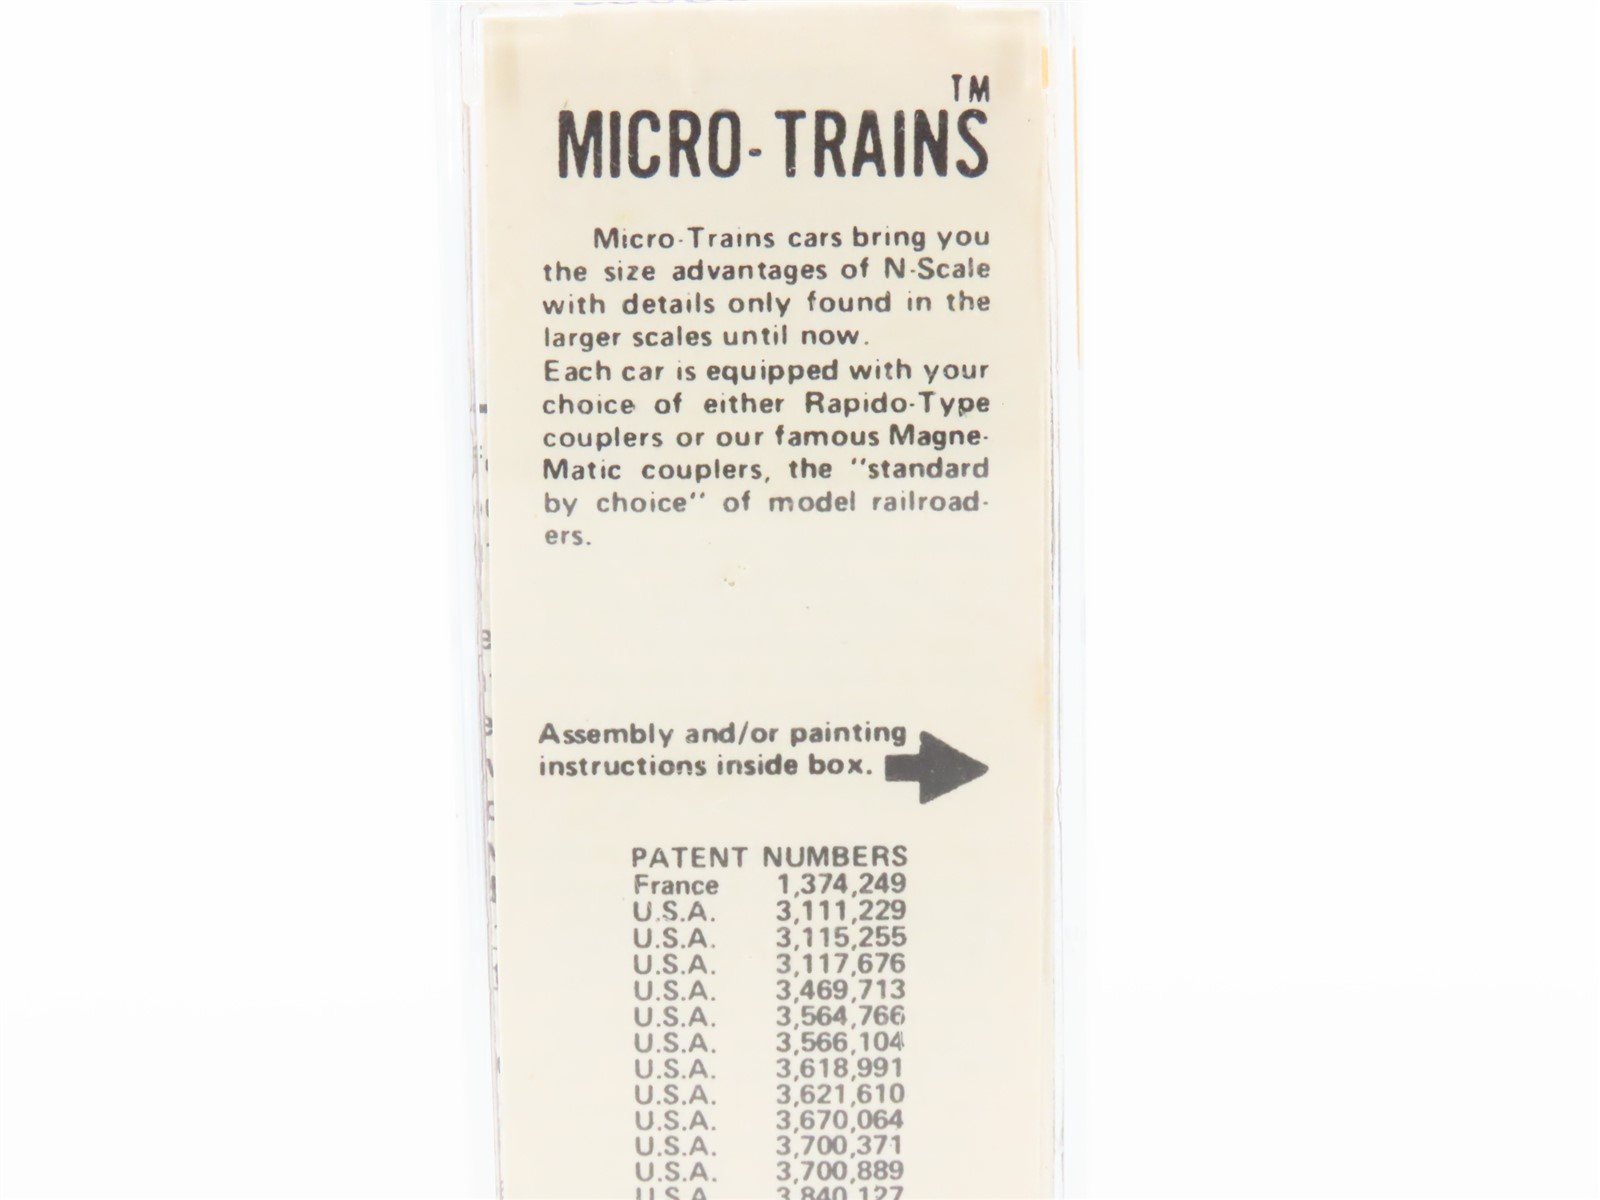 TM
MICRO-TRAINS
Micro-Trains cars bring you
the size advantages of N-Scale
with details only found in the
larger scales until now.
Each car is equipped with your
choice of either Rapido-Type
couplers or our famous Magne-
Matic couplers, the "standard
by choice" of model railroad-
ers.
Assembly and/or painting
instructions inside box.
PATENT NUMBERS
France 1,374,249
U.S.A. 3,111,229
U.S.A. 3,115,255
U.S.A. 3,117,676
U.S.A. 3,469,713
U.S.A. 3,564,766
U.S.A. 3,566,104
U.S.A. 3,618,991
U.S.A. 3,621,610
U.S.A. 3,670,064
U.S.A. 3,700,371
U.S.A. 3,700,889
U.S.A. 3,840,127